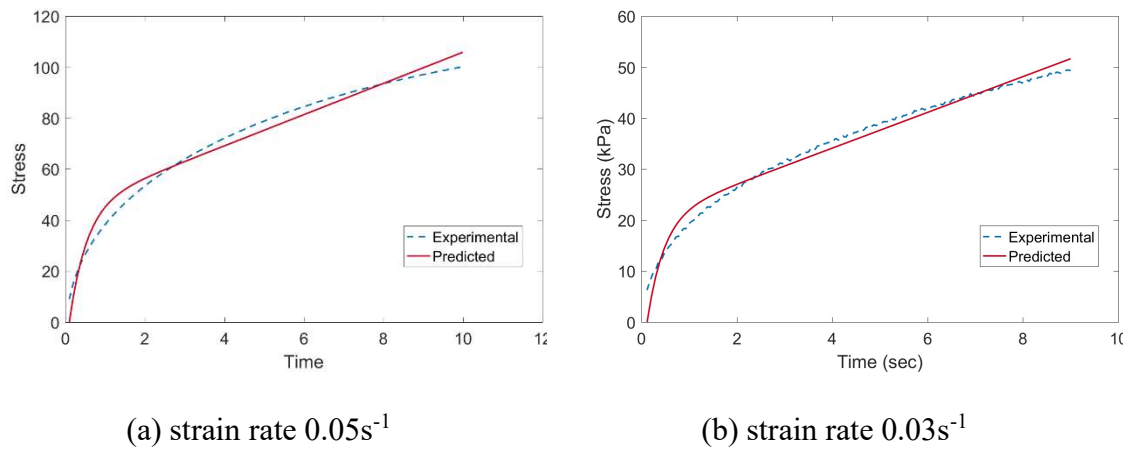 120
100
80
60
40
20
0
Stress
0 2 4 6 8 10 12
Time
Experimental
Predicted
60
50
40
30
20
10
0
Stress (kPa)
0 2 4 6 8 10
Time (sec)
Experimental
Predicted
(a) strain rate 0.05s⁻¹
(b) strain rate 0.03s⁻¹